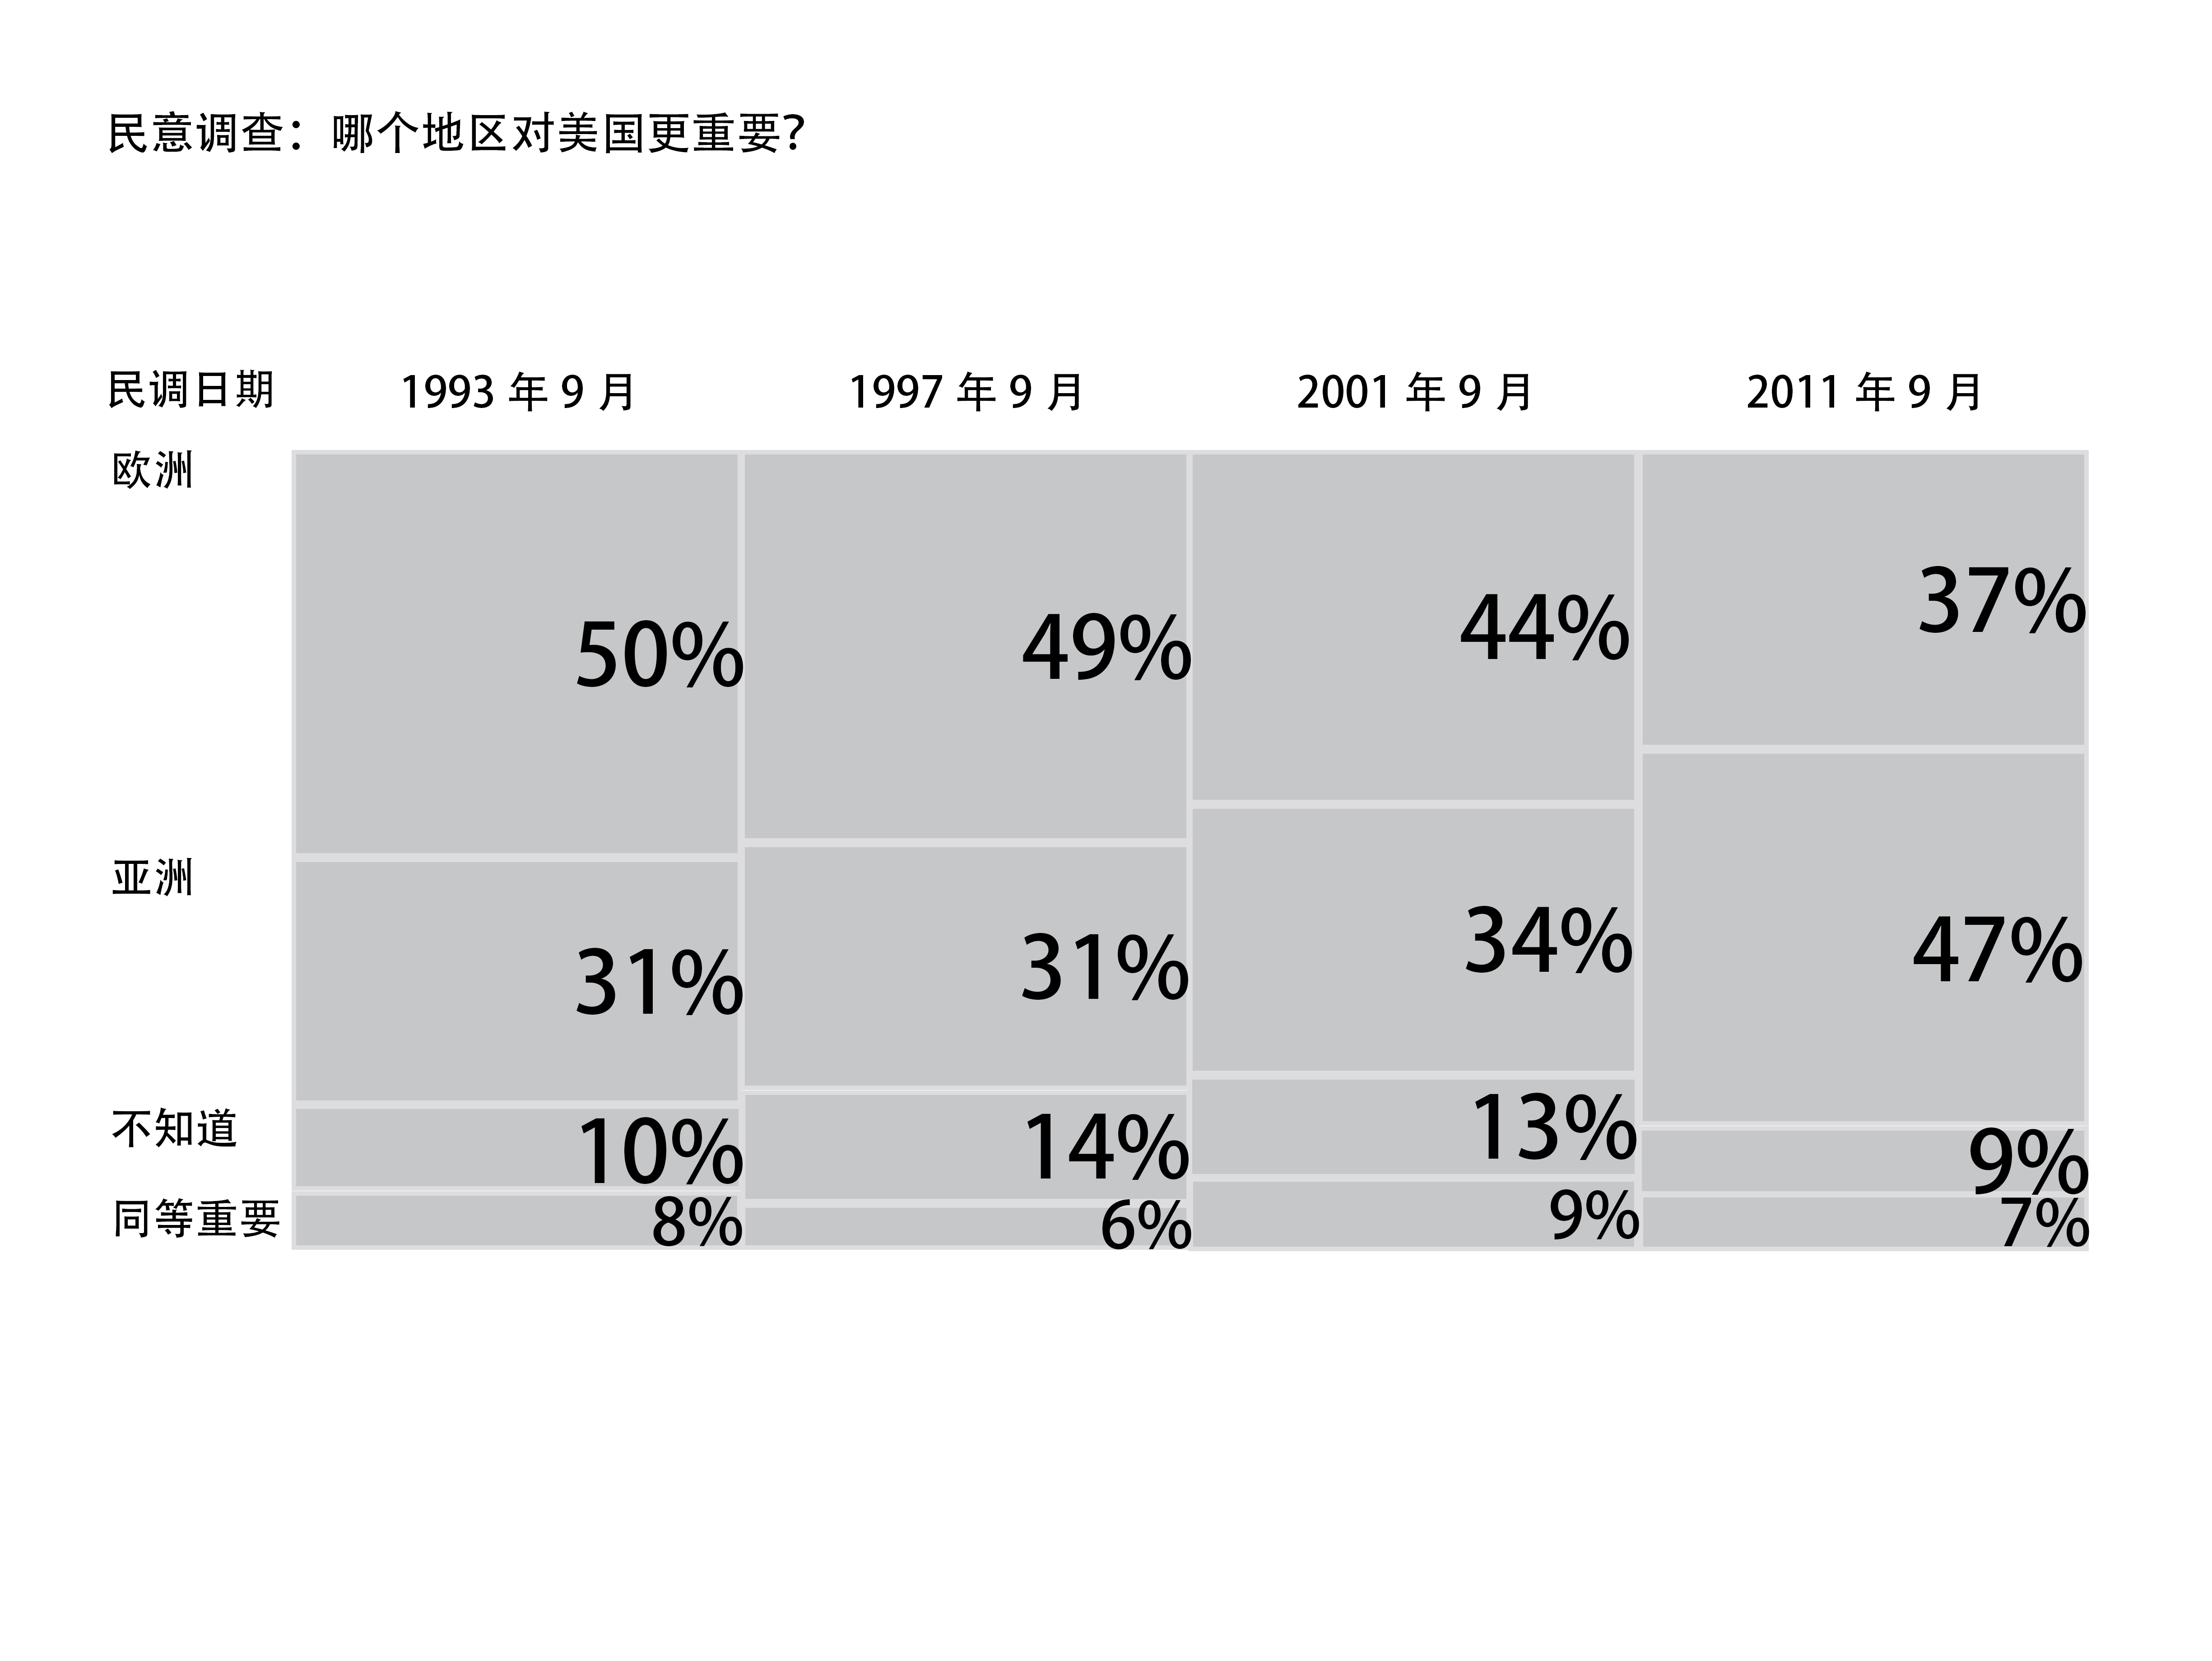 民意调查：哪个地区对美国更重要?
民调日期 1993 年 9 月 1997 年 9 月 2001 年 9 月 2011 年 9 月
欧洲 50% 49% 44% 37%
亚洲 31% 31% 34% 47%
不知道 10% 14% 13% 9%
同等重要 8% 6% 9% 7%